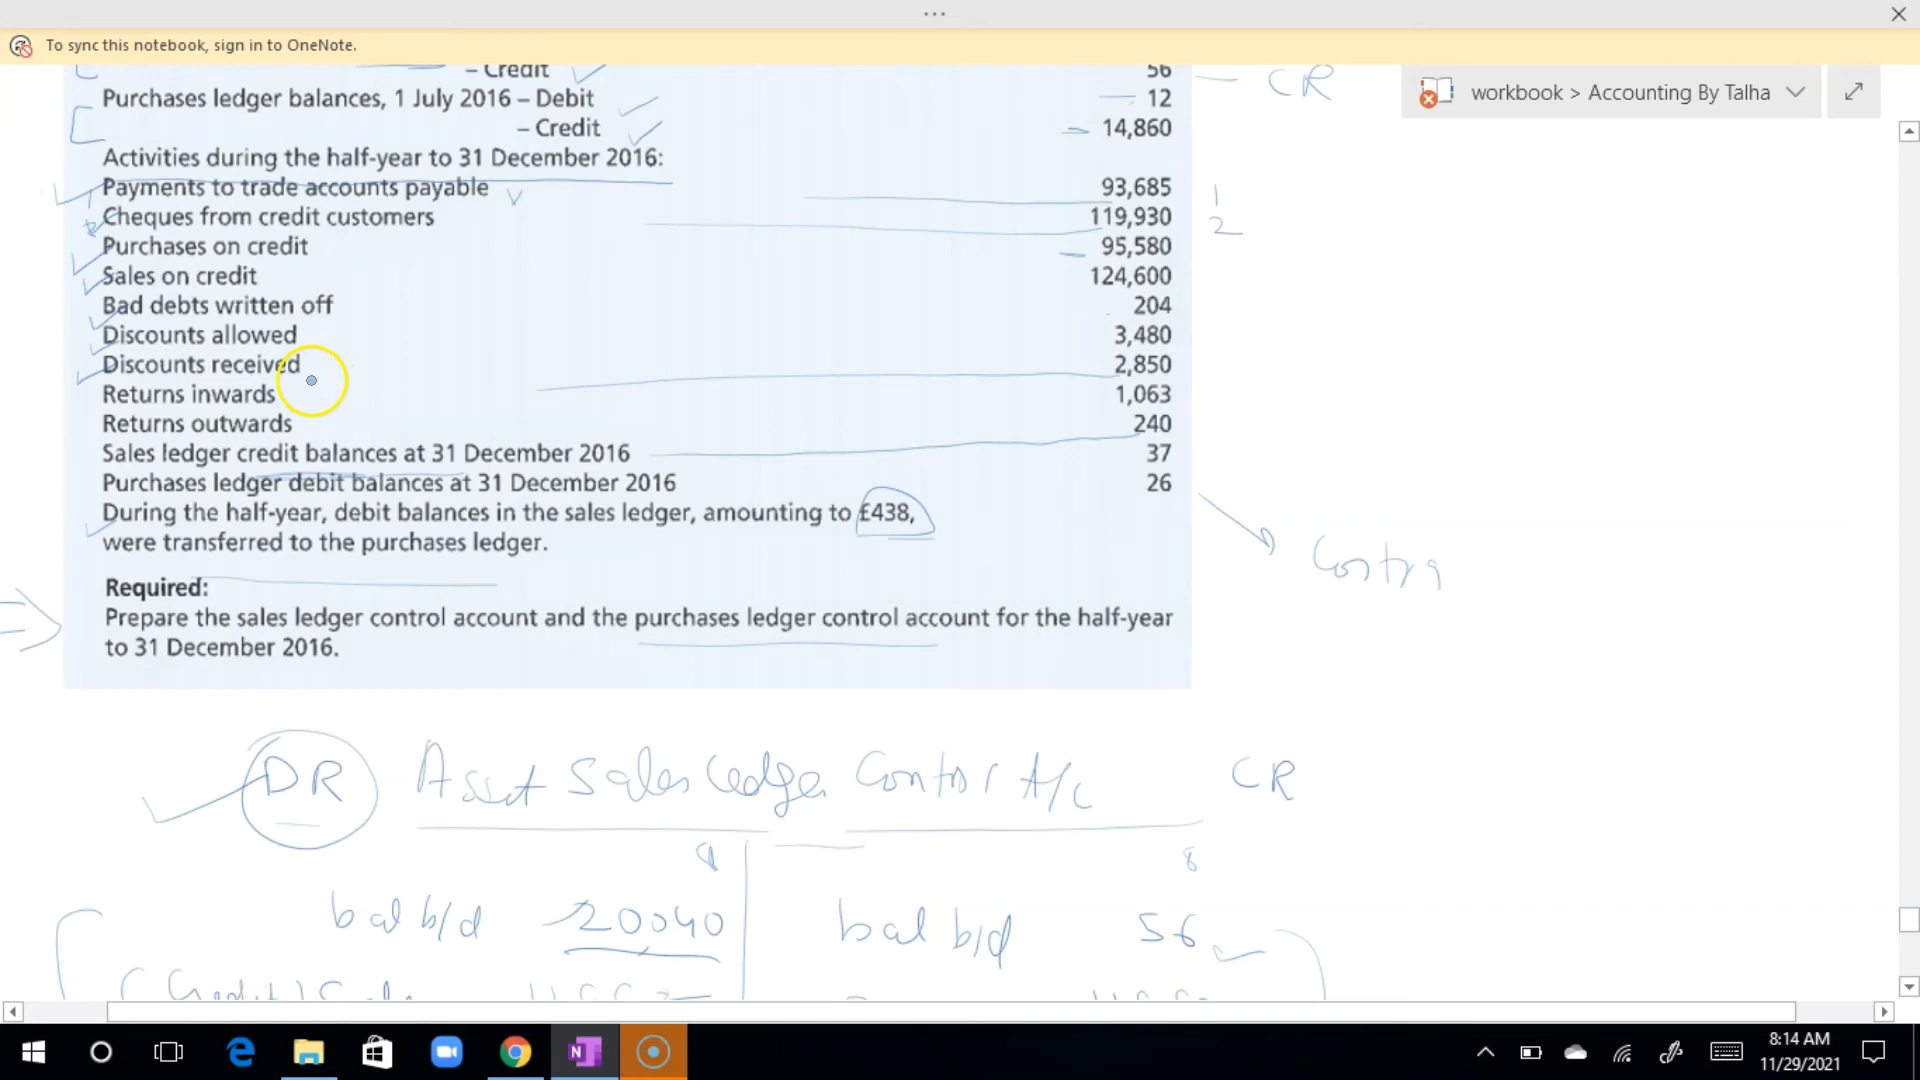 To sync this notebook, sign in to OneNote.
workbook > Accounting By Talha
– Credit 56
CR
Purchases ledger balances, 1 July 2016 – Debit 12
– Credit 14,860
Activities during the half-year to 31 December 2016:
Payments to trade accounts payable 93,685
1
Cheques from credit customers 119,930
2
Purchases on credit 95,580
Sales on credit 124,600
Bad debts written off 204
Discounts allowed 3,480
Discounts received 2,850
Returns inwards 1,063
Returns outwards 240
Sales ledger credit balances at 31 December 2016 37
Purchases ledger debit balances at 31 December 2016 26
During the half-year, debit balances in the sales ledger, amounting to £438,
were transferred to the purchases ledger.
Contra
Required:
Prepare the sales ledger control account and the purchases ledger control account for the half-year
to 31 December 2016.
DR Asset Sales Ledger Control A/c CR
bal b/d 20040 bal b/d 56
8:14 AM
11/29/2021